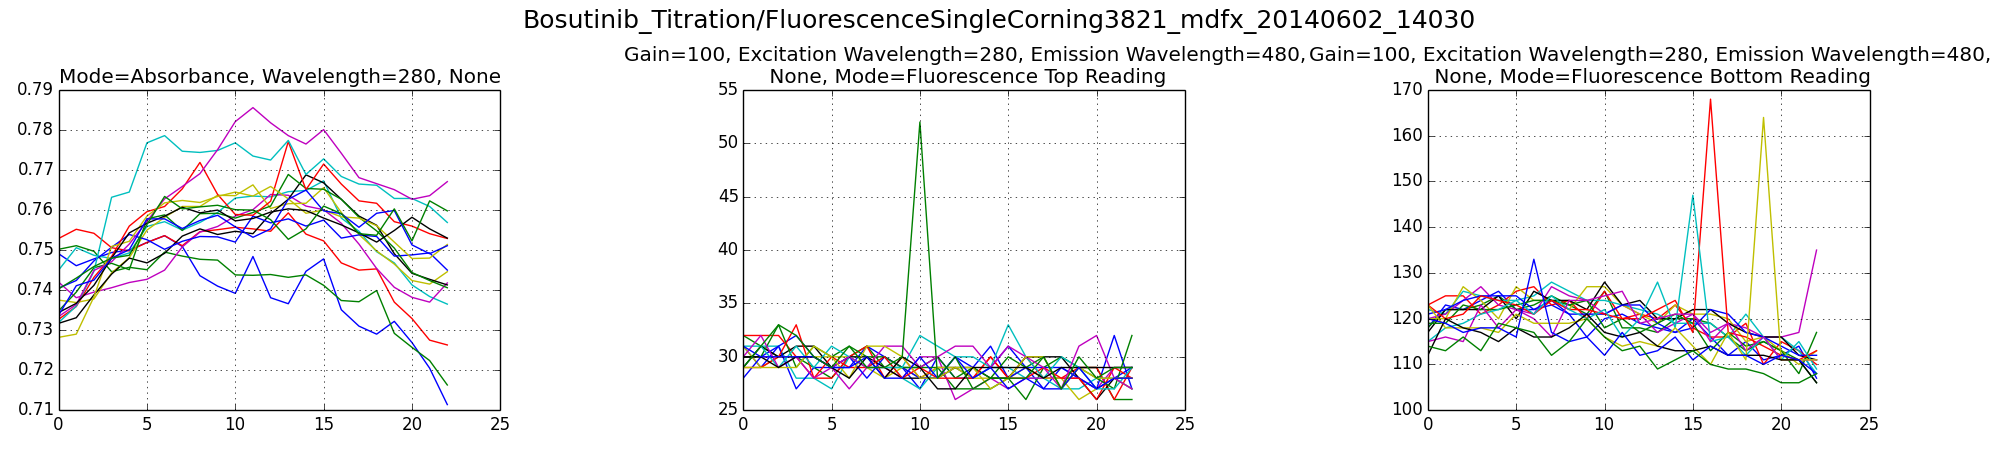 Bosutinib_Titration/FluorescenceSingleCorning3821_mdfx_20140602_14030
Mode=Absorbance, Wavelength=280, None
0.79
0.78
0.77
0.76
0.75
0.74
0.73
0.72
0.71
0 5 10 15 20 25
Gain=100, Excitation Wavelength=280, Emission Wavelength=480,
None, Mode=Fluorescence Top Reading
55
50
45
40
35
30
25
0 5 10 15 20 25
Gain=100, Excitation Wavelength=280, Emission Wavelength=480,
None, Mode=Fluorescence Bottom Reading
170
160
150
140
130
120
110
100
0 5 10 15 20 25